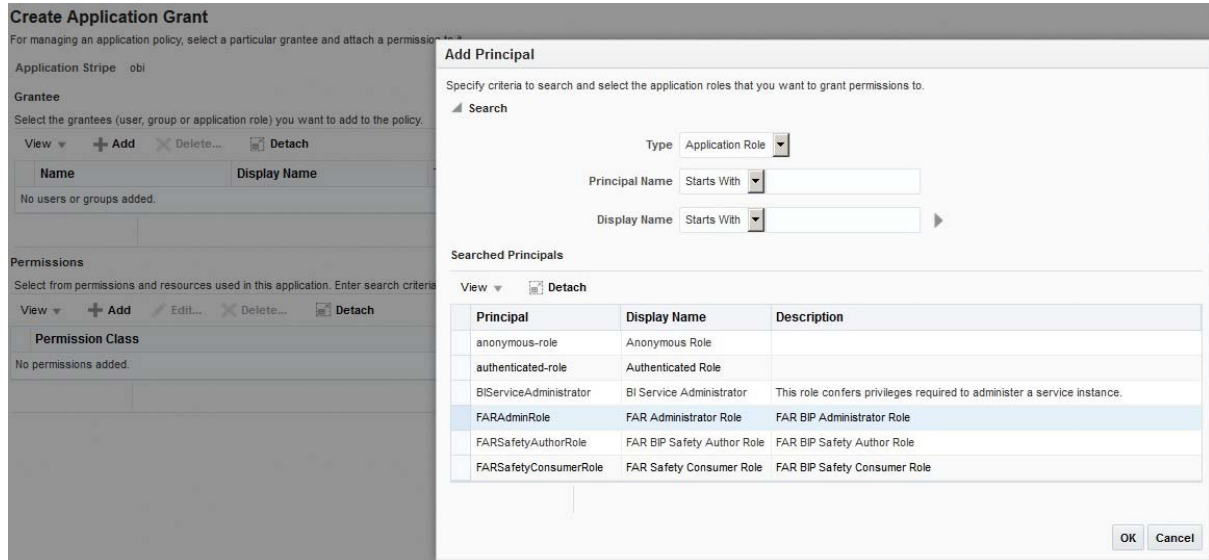 Create Application Grant
For managing an application policy, select a particular grantee and attach a permission to it
Application Stripe obi
Grantee
Select the grantees (user, group or application role) you want to add to the policy.
View Add Delete... Detach
Name Display Name
No users or groups added.
Permissions
Select from permissions and resources used in this application. Enter search criteria
View Add Edit... Delete... Detach
Permission Class
No permissions added.
Add Principal
Specify criteria to search and select the application roles that you want to grant permissions to.
Search
Type Application Role
Principal Name Starts With
Display Name Starts With
Searched Principals
View Detach
Principal Display Name Description
anonymous-role Anonymous Role
authenticated-role Authenticated Role
BIServiceAdministrator BI Service Administrator This role confers privileges required to administer a service instance.
FARAdminRole FAR Administrator Role FAR BIP Administrator Role
FARSafetyAuthorRole FAR BIP Safety Author Role FAR BIP Safety Author Role
FARSafetyConsumerRole FAR Safety Consumer Role FAR BIP Safety Consumer Role
OK Cancel